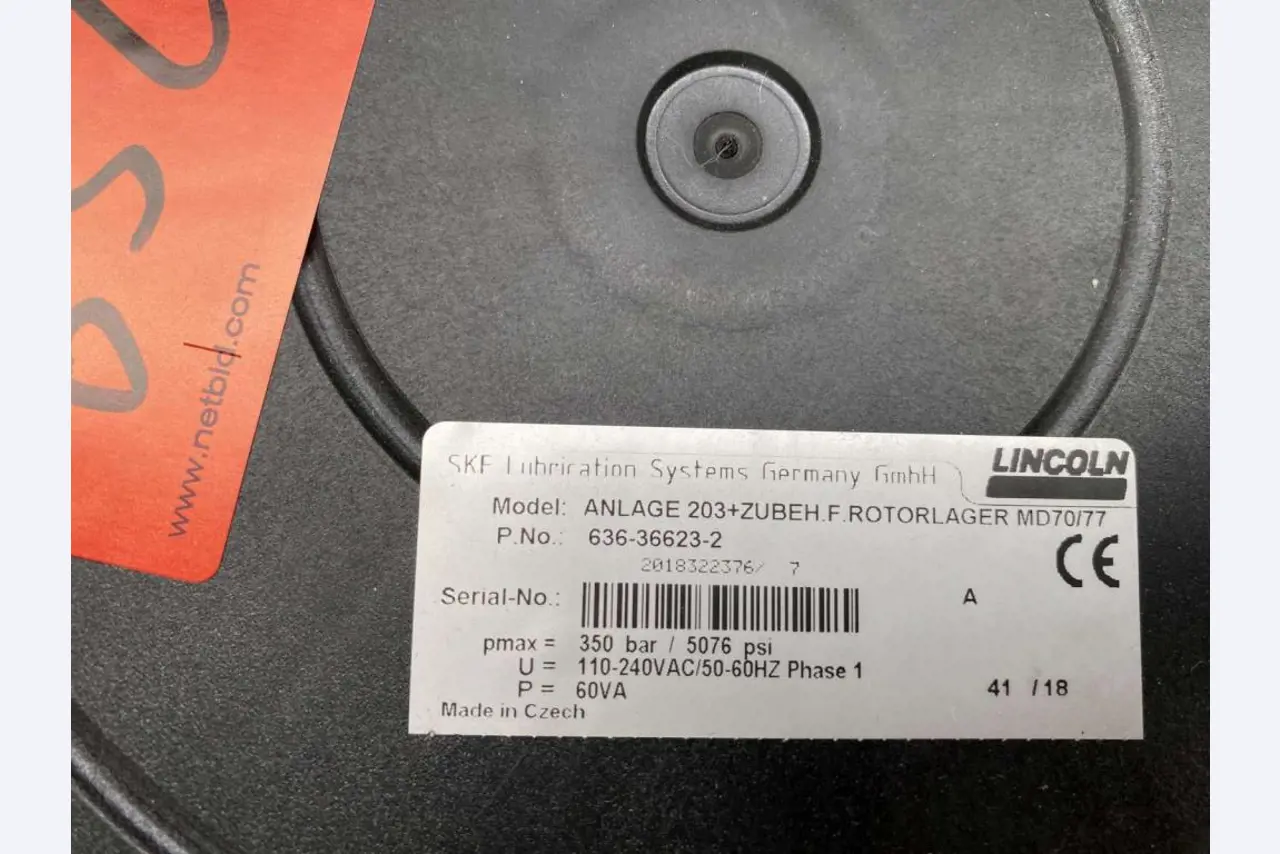 www.netbid.com
SKF Lubrication Systems Germany GmbH
LINCOLN
Model: ANLAGE 203+ZUBEH.F.ROTORLAGER MD70/77
P.No.: 636-36623-2
CE
2018322376/ 7
Serial-No.: A
pmax = 350 bar / 5076 psi
U = 110-240VAC/50-60HZ Phase 1
P = 60VA
41 /18
Made in Czech